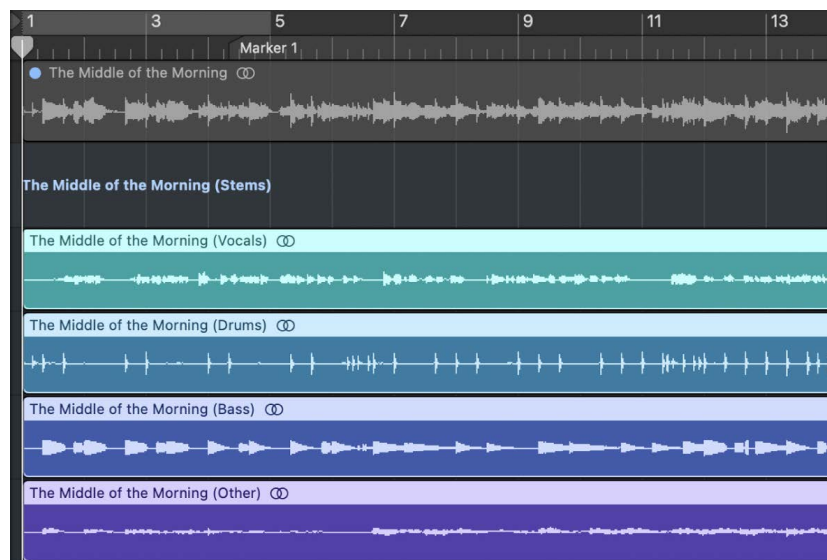 1 3 5 7 9 11 13
Marker 1
The Middle of the Morning
The Middle of the Morning (Stems)
The Middle of the Morning (Vocals)
The Middle of the Morning (Drums)
The Middle of the Morning (Bass)
The Middle of the Morning (Other)